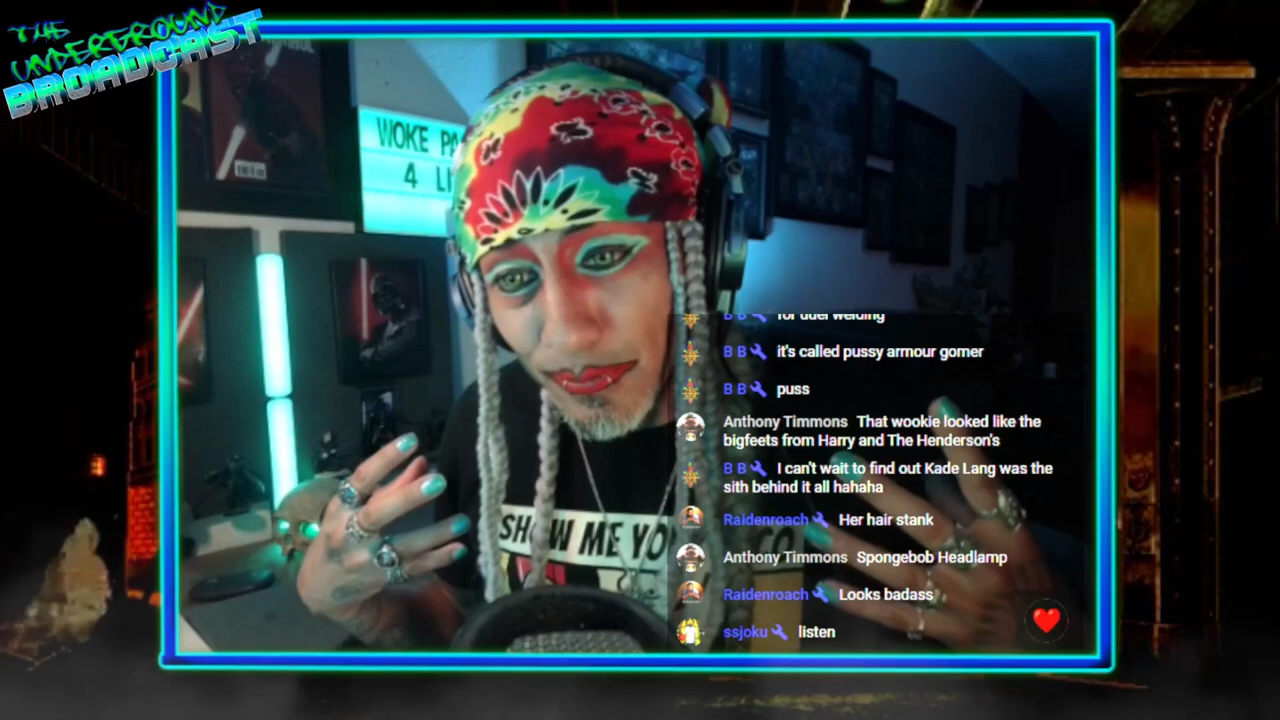 THE
UNDERGROUND
BROADCAST
WOKE PA
4 LI
SHOW ME YO
CO
for duel welding
B B it's called pussy armour gomer
B B puss
Anthony Timmons That wookie looked like the
bigfeets from Harry and The Henderson's
B B I can't wait to find out Kade Lang was the
sith behind it all hahaha
Raidenroach Her hair stank
Anthony Timmons Spongebob Headlamp
Raidenroach Looks badass
ssjoku listen